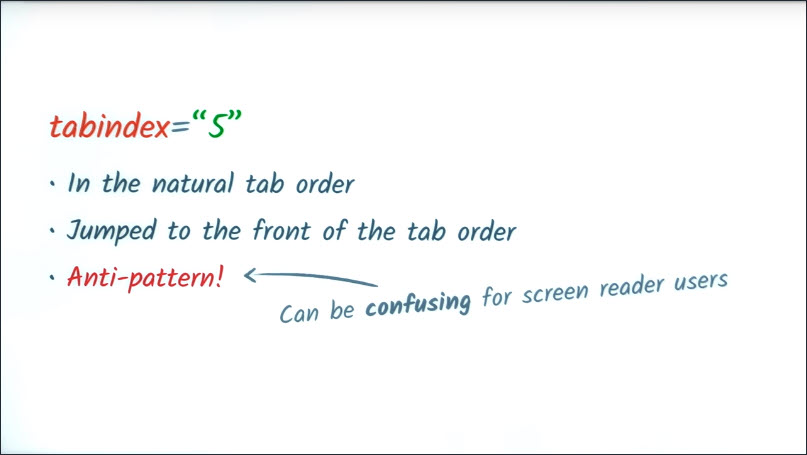 tabindex=“5”
• In the natural tab order
• Jumped to the front of the tab order
• Anti-pattern!
Can be confusing for screen reader users